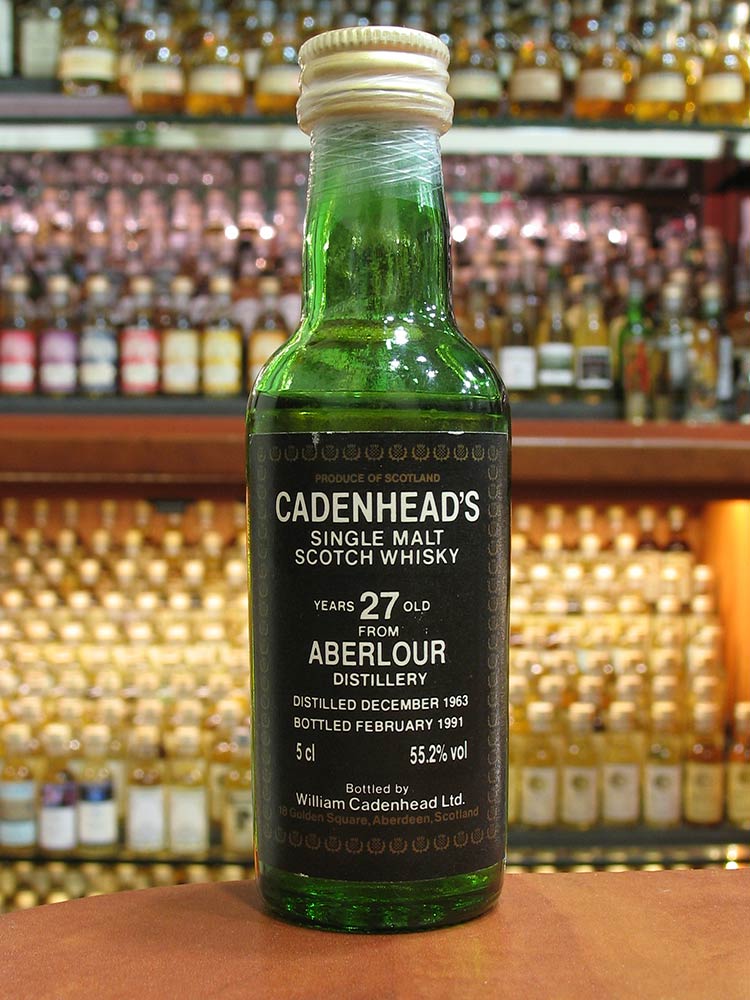 PRODUCE OF SCOTLAND
CADENHEAD'S
SINGLE MALT
SCOTCH WHISKY
YEARS 27 OLD
FROM
ABERLOUR
DISTILLERY
DISTILLED DECEMBER 1963
BOTTLED FEBRUARY 1991
5 cl 55.2% vol
Bottled by
William Cadenhead Ltd.
18 Golden Square, Aberdeen, Scotland